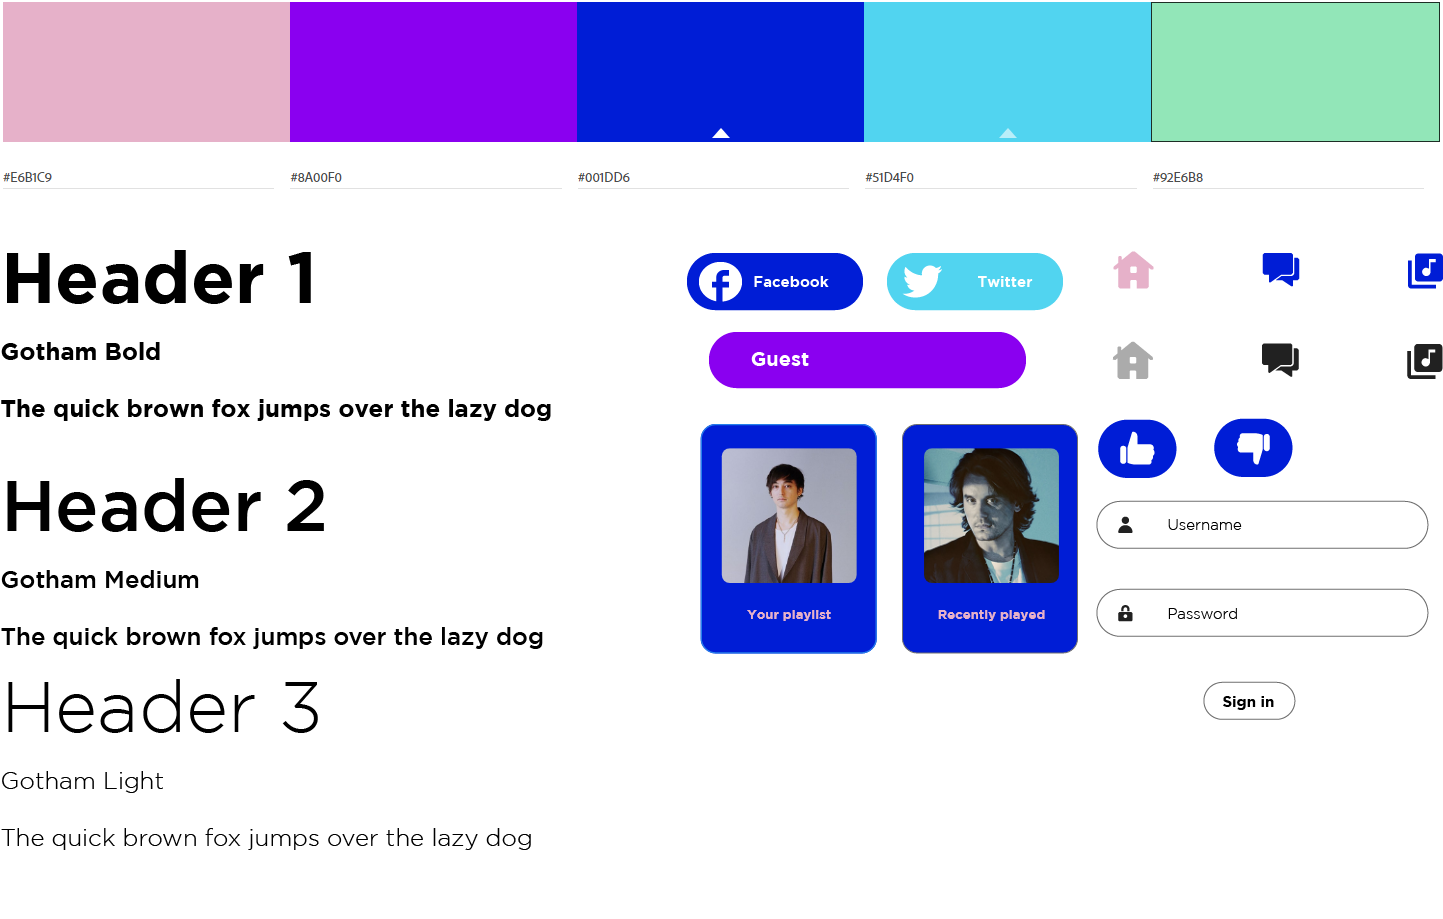 #E6B1C9
#8A00F0
#001DD6
#51D4F0
#92E6B8
Header 1
Gotham Bold
The quick brown fox jumps over the lazy dog
Header 2
Gotham Medium
The quick brown fox jumps over the lazy dog
Header 3
Gotham Light
The quick brown fox jumps over the lazy dog
Facebook
Twitter
Guest
Your playlist
Recently played
Username
Password
Sign in